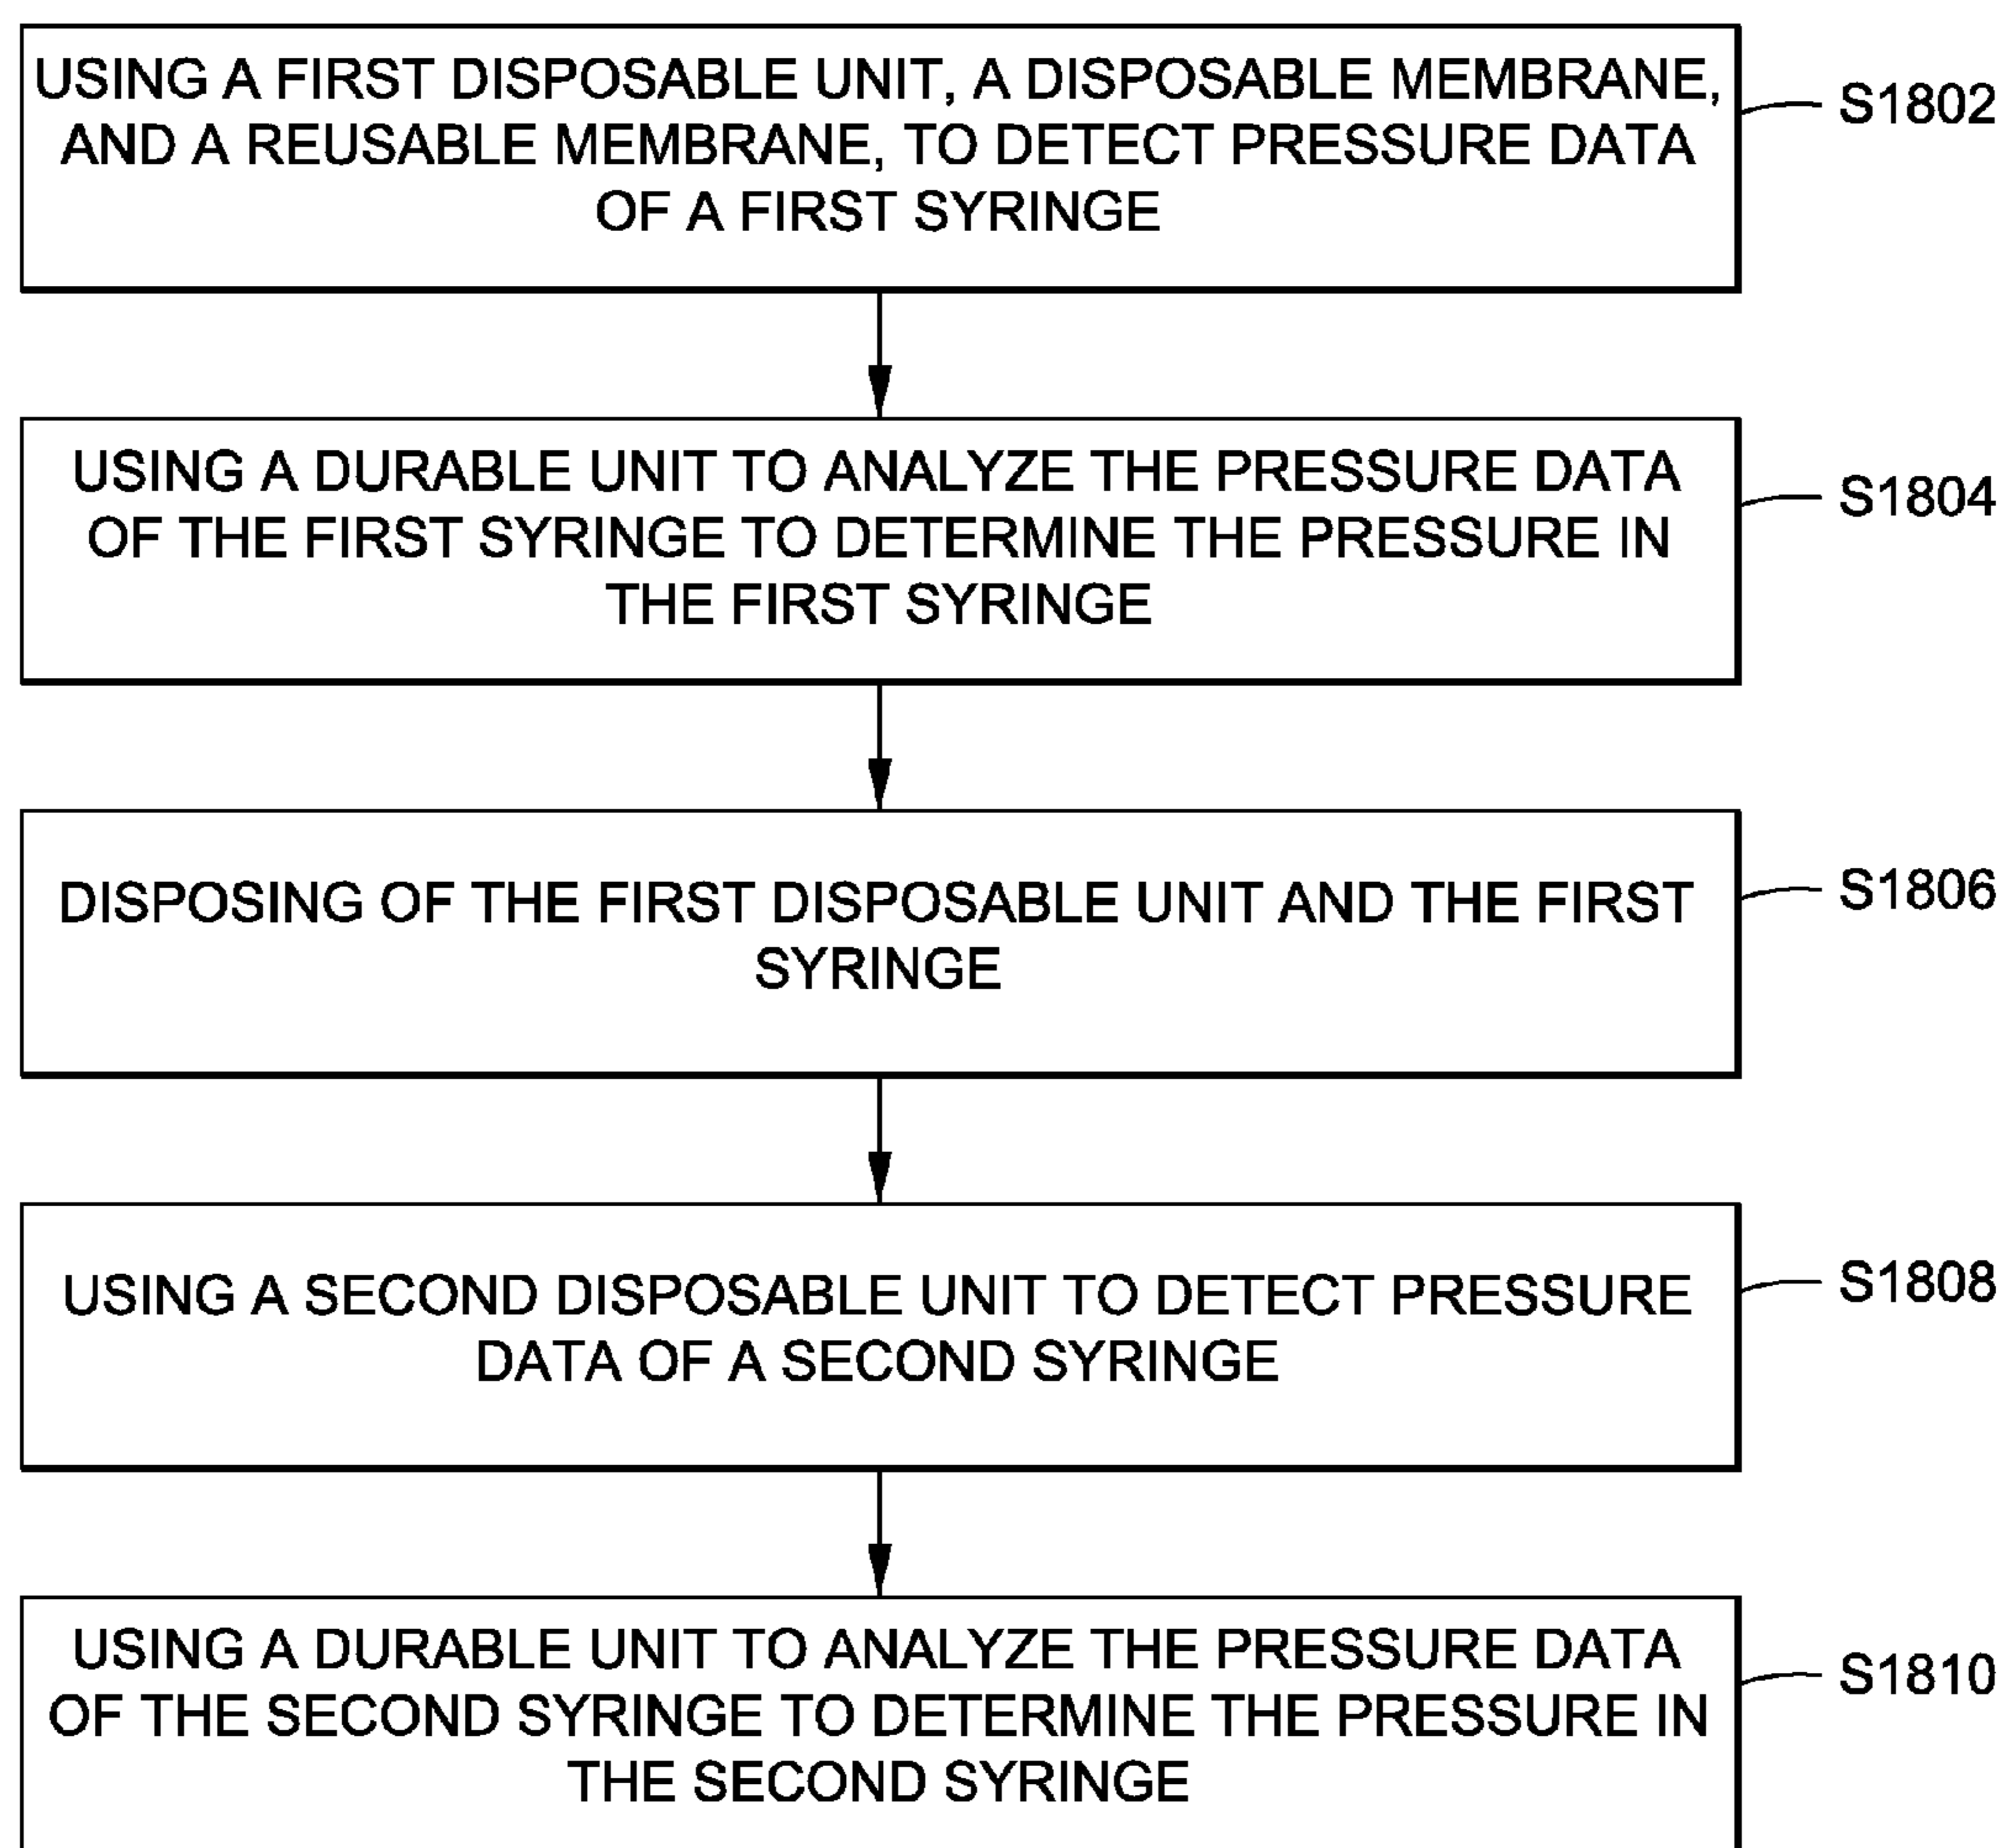 USING A FIRST DISPOSABLE UNIT, A DISPOSABLE MEMBRANE,
AND A REUSABLE MEMBRANE, TO DETECT PRESSURE DATA
OF A FIRST SYRINGE
S1802
USING A DURABLE UNIT TO ANALYZE THE PRESSURE DATA
OF THE FIRST SYRINGE TO DETERMINE THE PRESSURE IN
THE FIRST SYRINGE
S1804
DISPOSING OF THE FIRST DISPOSABLE UNIT AND THE FIRST
SYRINGE
S1806
USING A SECOND DISPOSABLE UNIT TO DETECT PRESSURE
DATA OF A SECOND SYRINGE
S1808
USING A DURABLE UNIT TO ANALYZE THE PRESSURE DATA
OF THE SECOND SYRINGE TO DETERMINE THE PRESSURE IN
THE SECOND SYRINGE
S1810